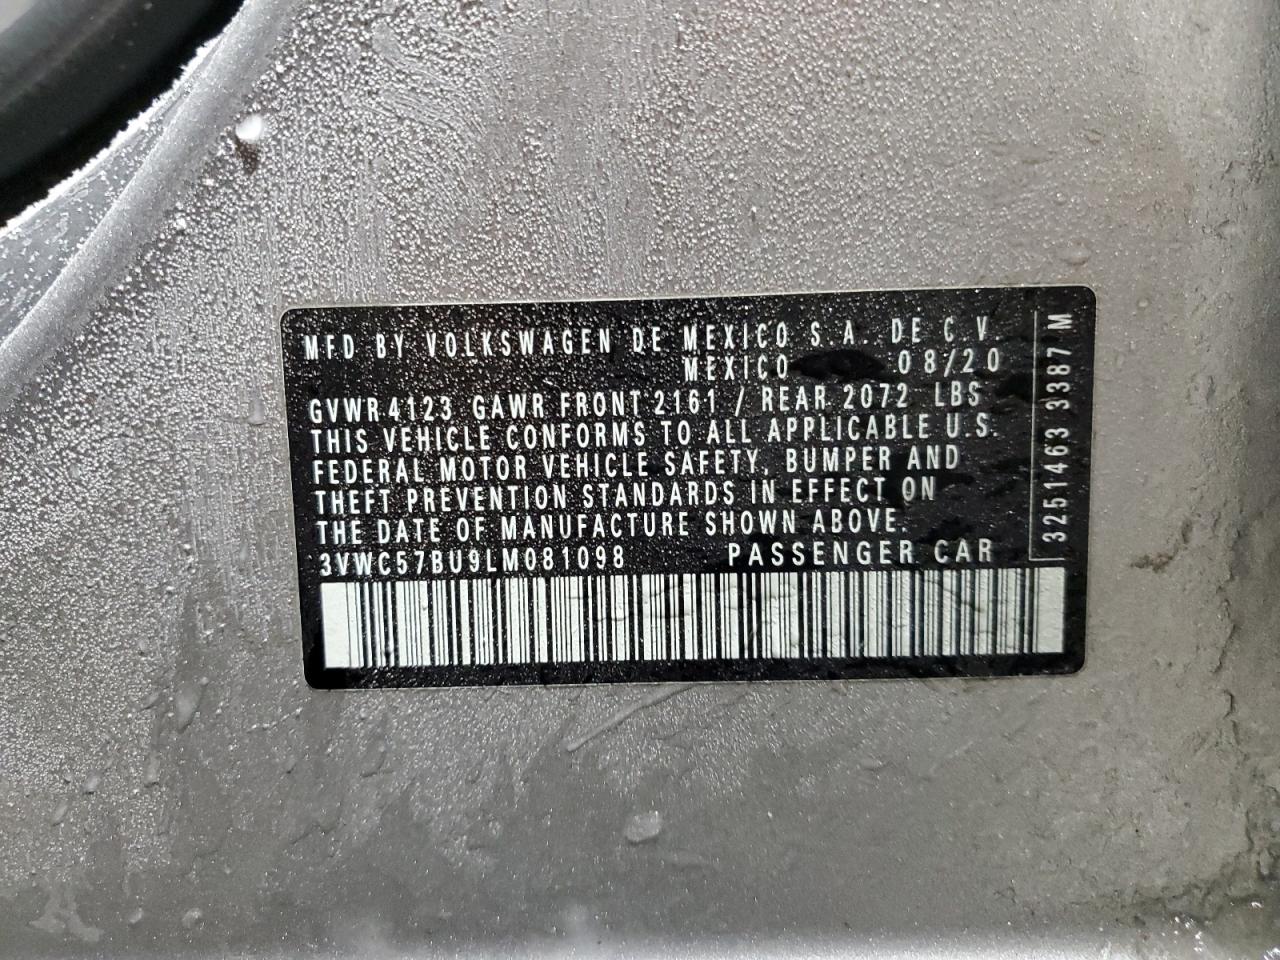 MFD BY VOLKSWAGEN DE MEXICO S.A. DE C.V.
MEXICO 08/20
GVWR 4123 GAWR FRONT 2161 / REAR 2072 LBS
THIS VEHICLE CONFORMS TO ALL APPLICABLE U.S.
FEDERAL MOTOR VEHICLE SAFETY, BUMPER AND
THEFT PREVENTION STANDARDS IN EFFECT ON
THE DATE OF MANUFACTURE SHOWN ABOVE.
3VWC57BU9LM081098 PASSENGER CAR
3251463 3387 M